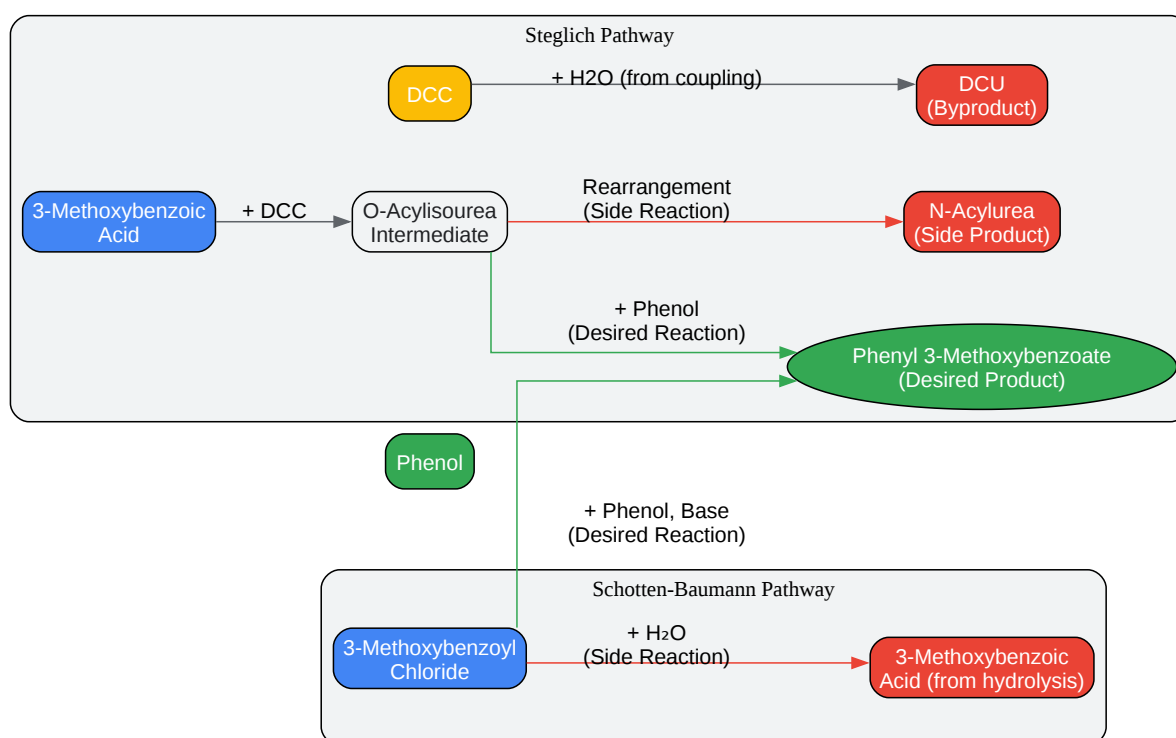 Steglich Pathway
DCC
+ H2O (from coupling)
DCU
(Byproduct)
3-Methoxybenzoic
Acid
+ DCC
O-Acylisourea
Intermediate
Rearrangement
(Side Reaction)
N-Acylurea
(Side Product)
+ Phenol
(Desired Reaction)
Phenyl 3-Methoxybenzoate
(Desired Product)
Phenol
+ Phenol, Base
(Desired Reaction)
Schotten-Baumann Pathway
3-Methoxybenzoyl
Chloride
+ H₂O
(Side Reaction)
3-Methoxybenzoic
Acid (from hydrolysis)